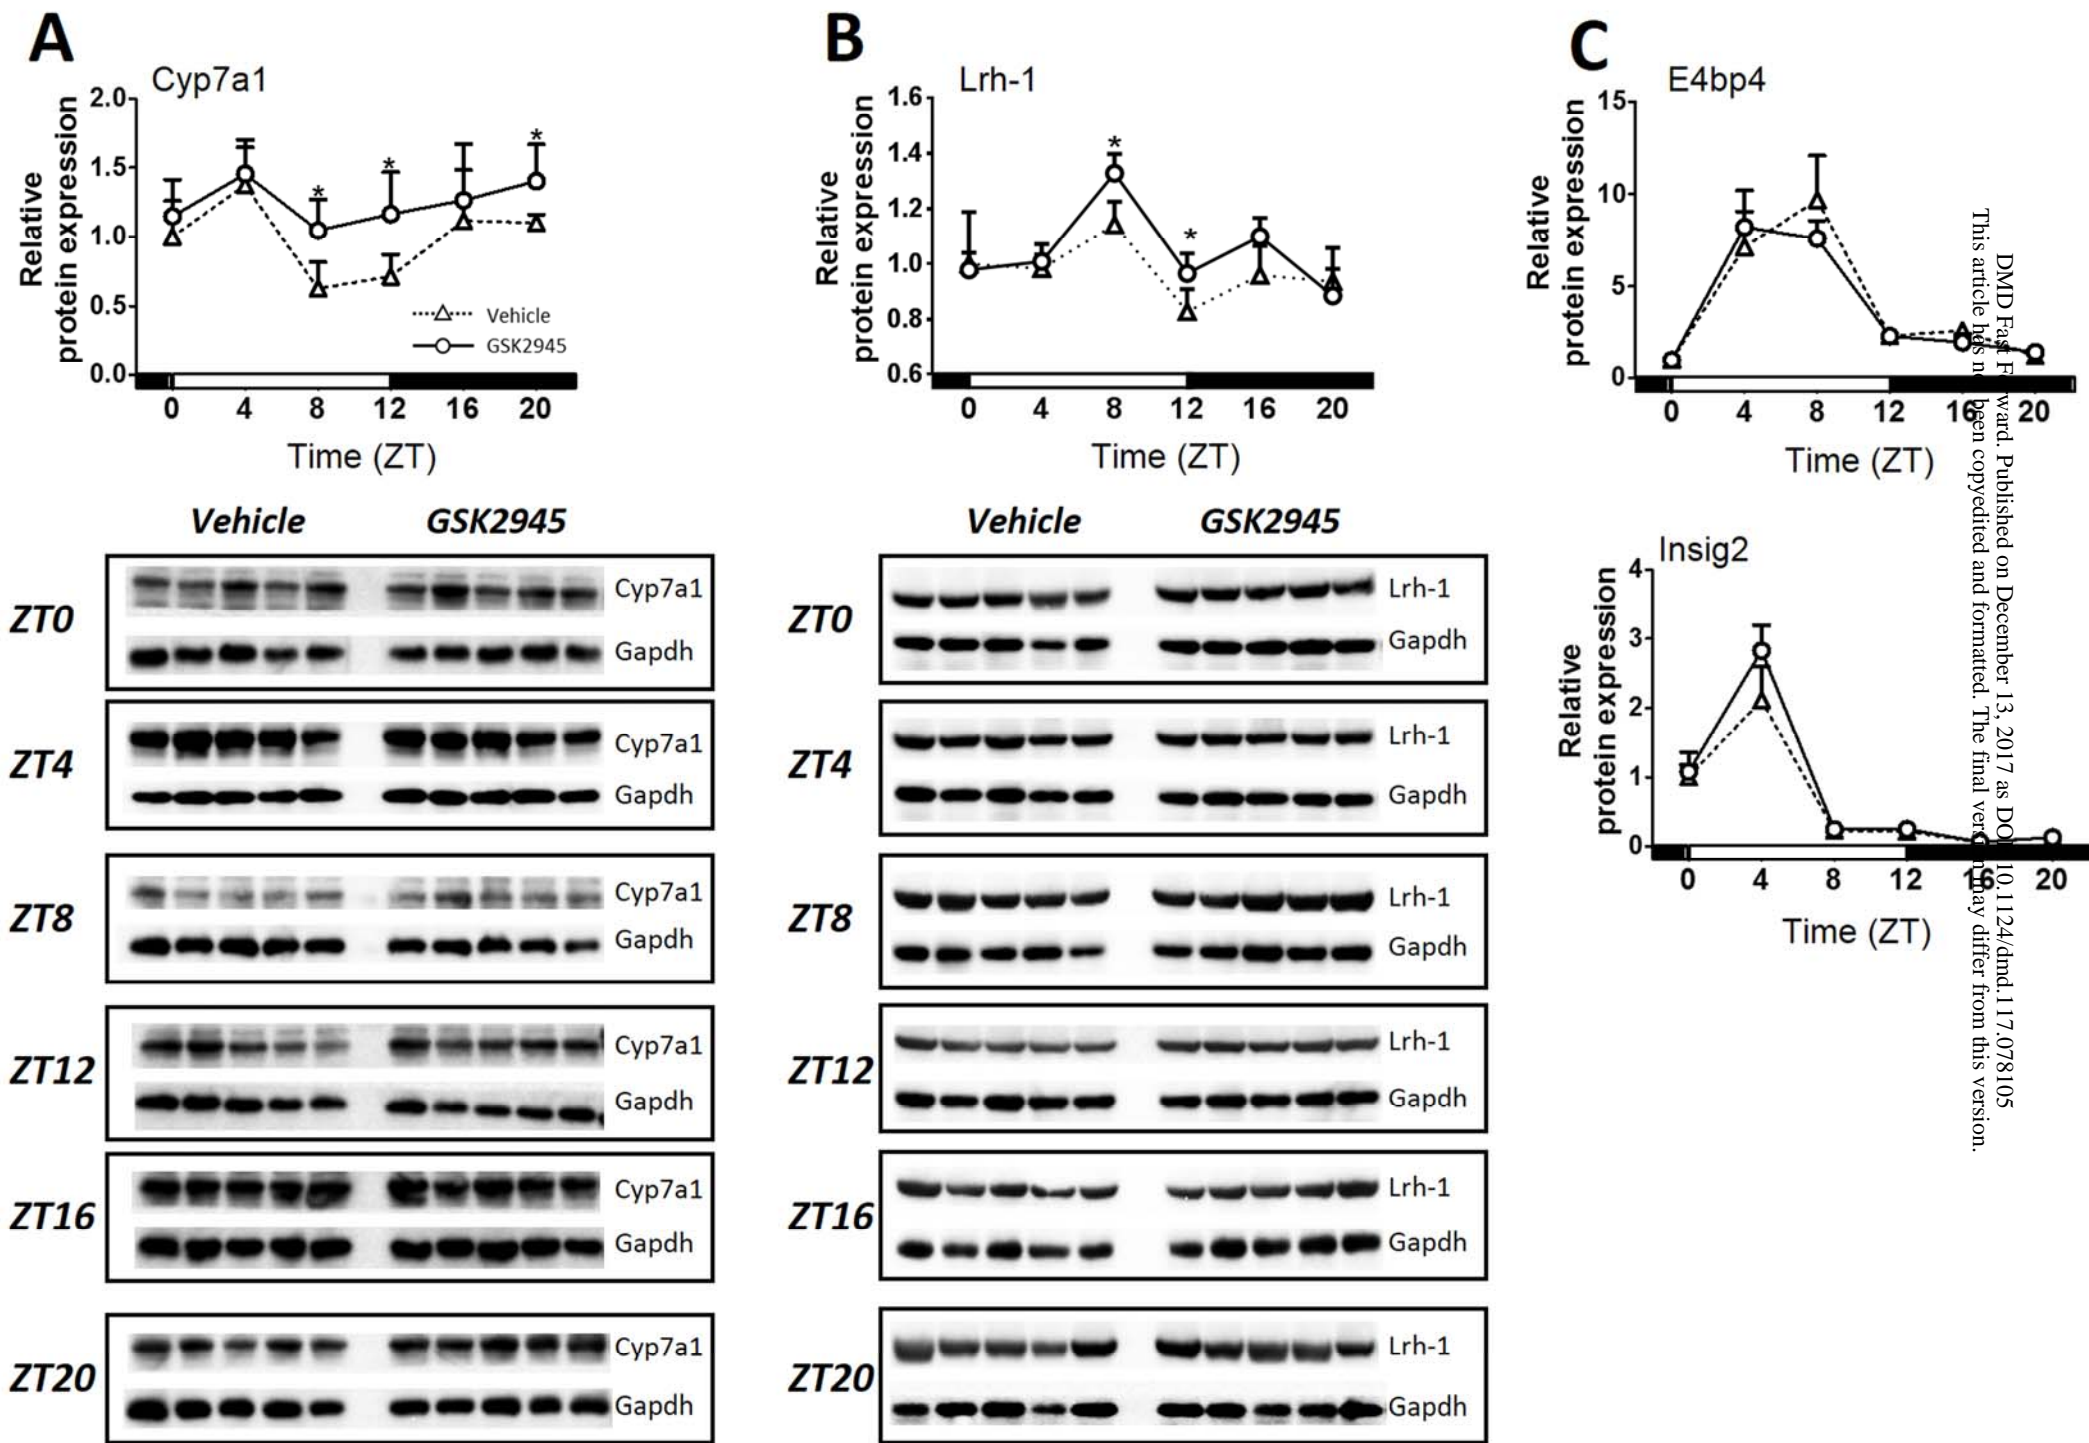 A
Cyp7a1
Relative
protein expression
2.0
1.5
1.0
0.5
0.0
* * *
Vehicle
GSK2945
0 4 8 12 16 20
Time (ZT)
Vehicle GSK2945
ZT0
Cyp7a1
Gapdh
ZT4
Cyp7a1
Gapdh
ZT8
Cyp7a1
Gapdh
ZT12
Cyp7a1
Gapdh
ZT16
Cyp7a1
Gapdh
ZT20
Cyp7a1
Gapdh
B
Lrh-1
Relative
protein expression
1.6
1.4
1.2
1.0
0.8
0.6
* *
0 4 8 12 16 20
Time (ZT)
Vehicle GSK2945
ZT0
Lrh-1
Gapdh
ZT4
Lrh-1
Gapdh
ZT8
Lrh-1
Gapdh
ZT12
Lrh-1
Gapdh
ZT16
Lrh-1
Gapdh
ZT20
Lrh-1
Gapdh
C
E4bp4
Relative
protein expression
15
10
5
0
0 4 8 12 16 20
Time (ZT)
Insig2
Relative
protein expression
4
3
2
1
0
0 4 8 12 16 20
Time (ZT)
DMD Fast Forward. Published on December 13, 2017 as DOI: 10.1124/dmd.117.078105
This article has not been copyedited and formatted. The final version may differ from this version.